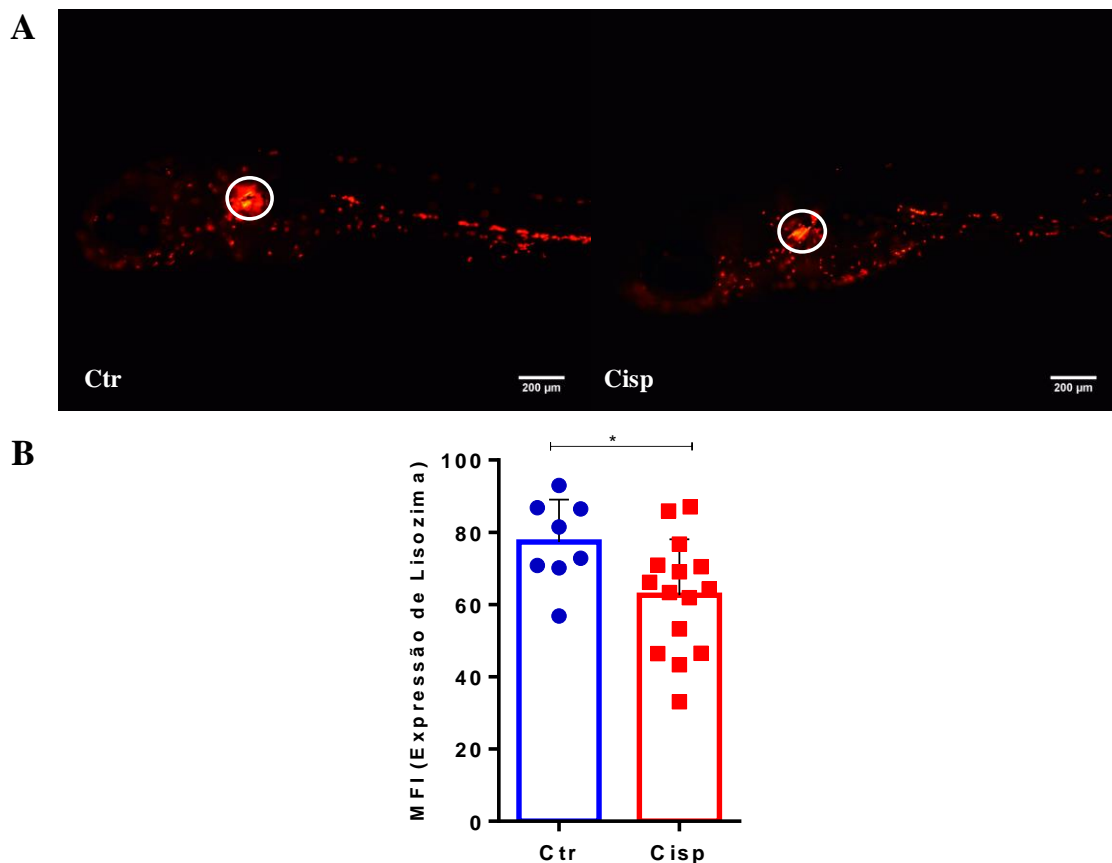 A
Ctr
200 µm
Cisp
200 µm
B
*
MFI (Expressão de Lisozima)
100
80
60
40
20
0
Ctr
Cisp